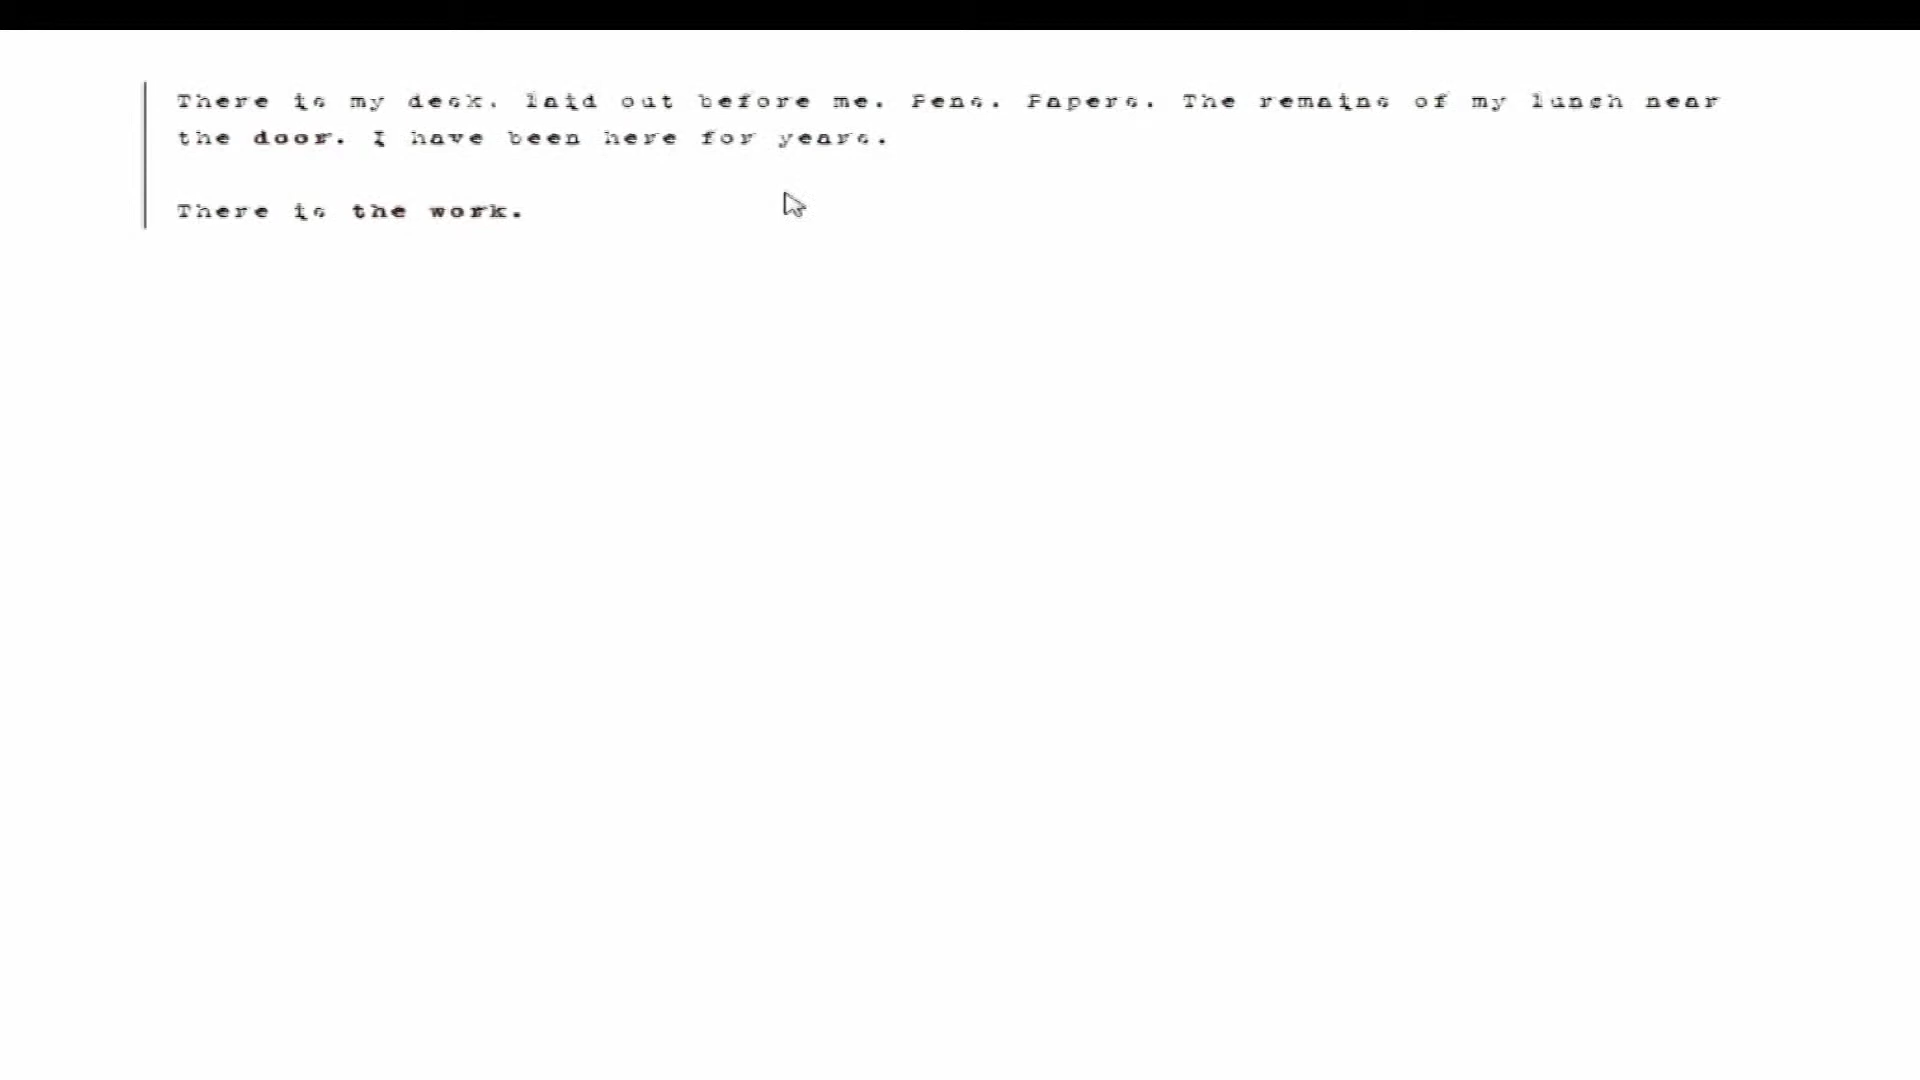 There is my desk, laid out before me. Pens. Papers. The remains of my lunch near
the door. I have been here for years.
There is the work.